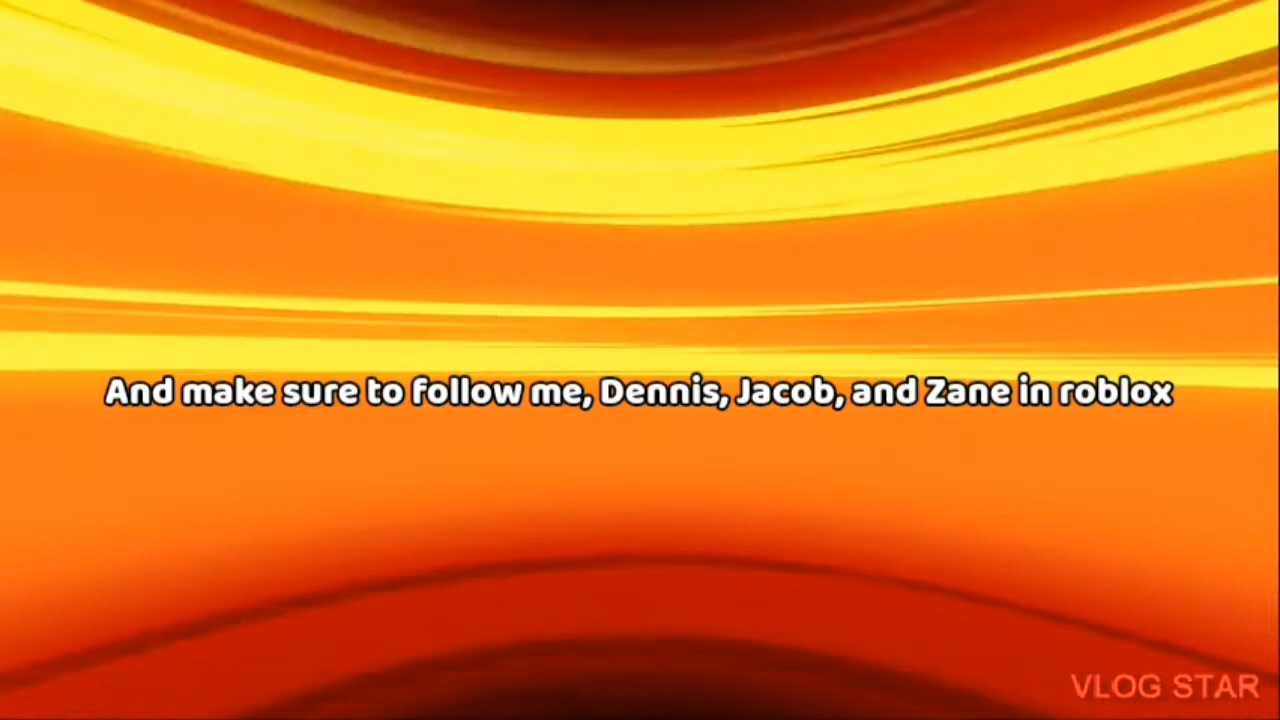 And make sure to follow me, Dennis, Jacob, and Zane in roblox
VLOG STAR